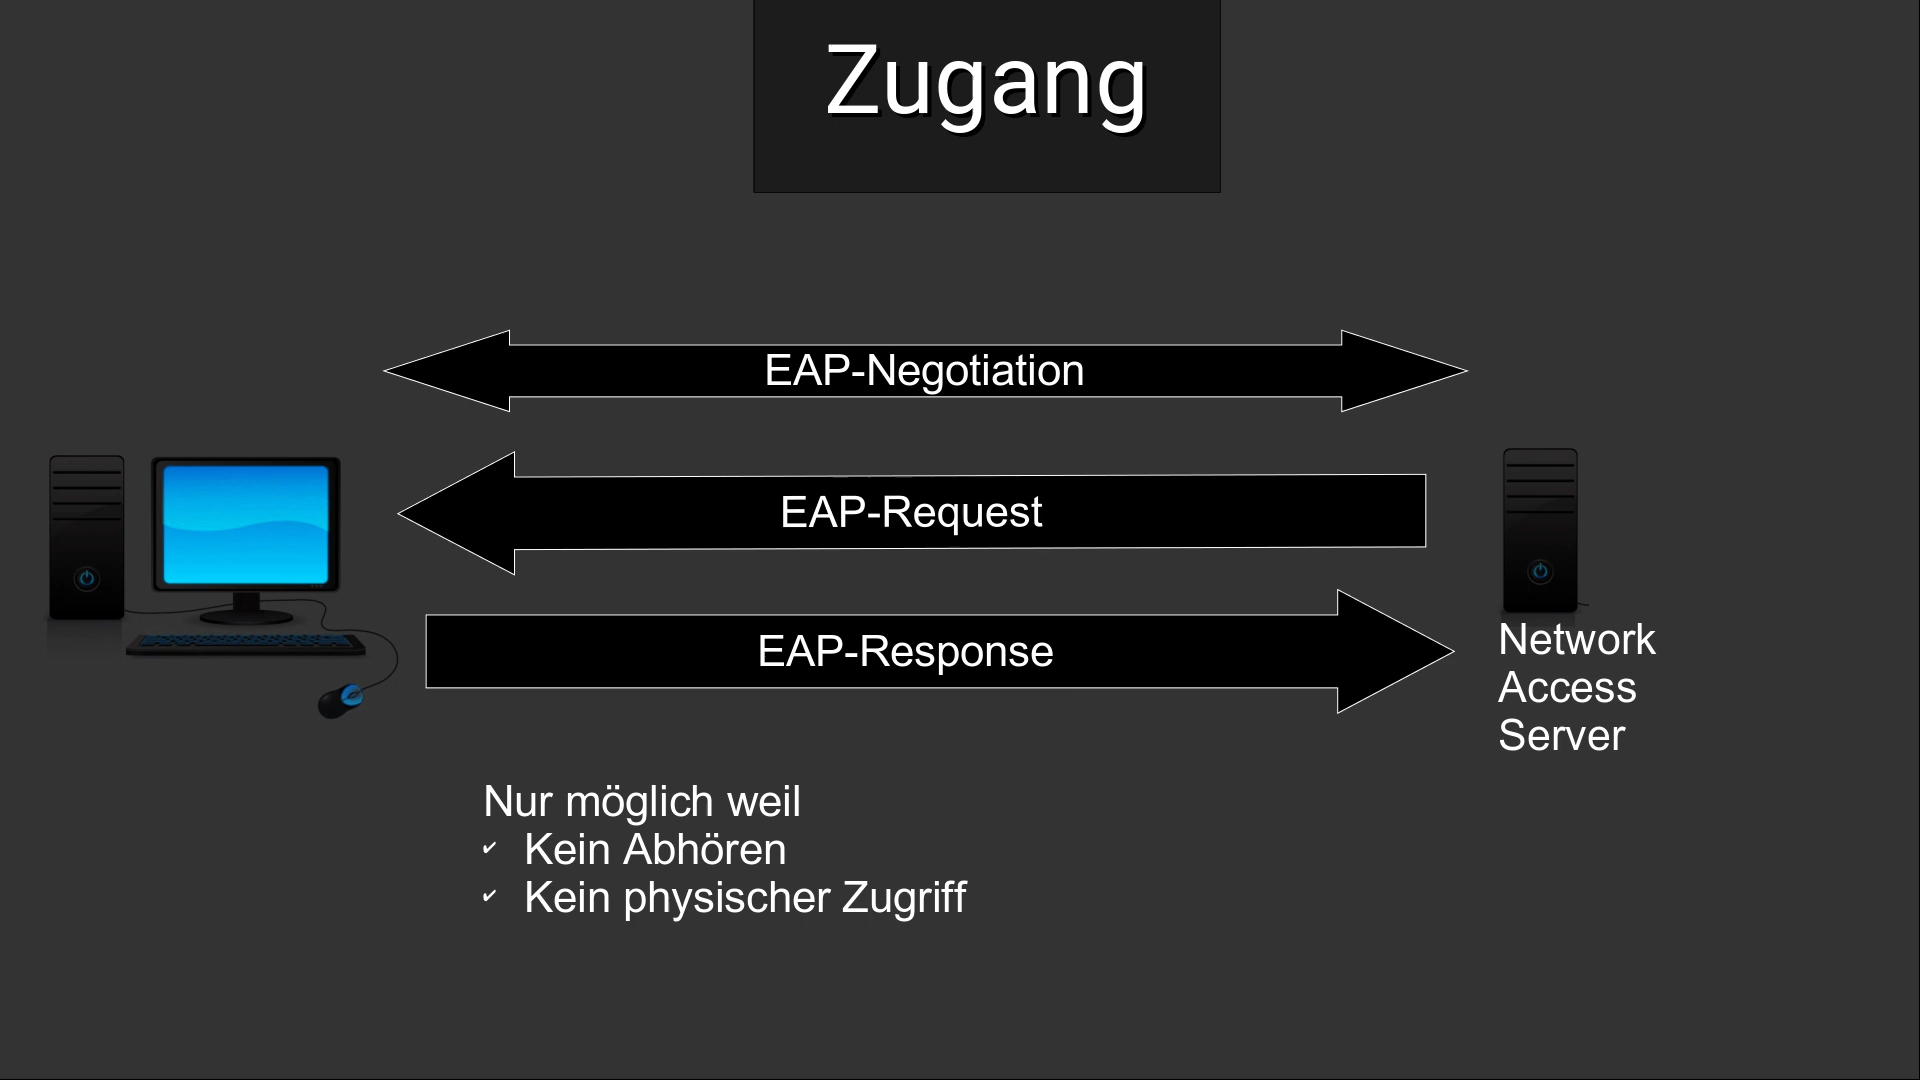 Zugang
EAP-Negotiation
EAP-Request
EAP-Response
Network
Access
Server
Nur möglich weil
✔ Kein Abhören
✔ Kein physischer Zugriff